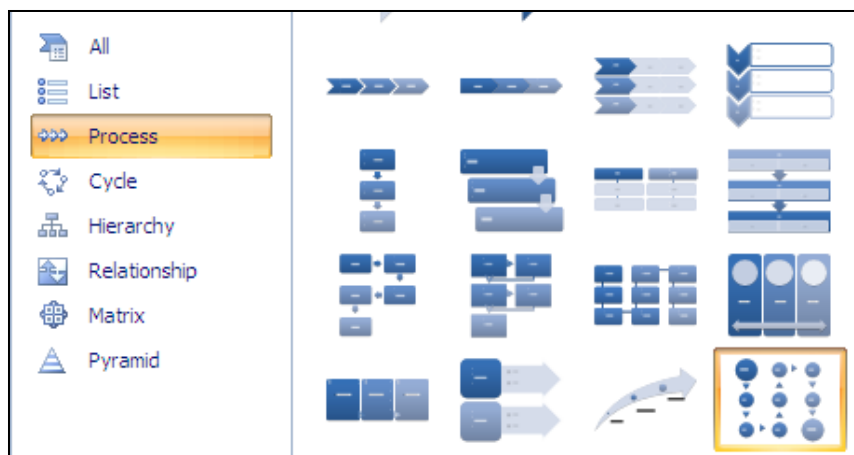 All
List
Process
Cycle
Hierarchy
Relationship
Matrix
Pyramid